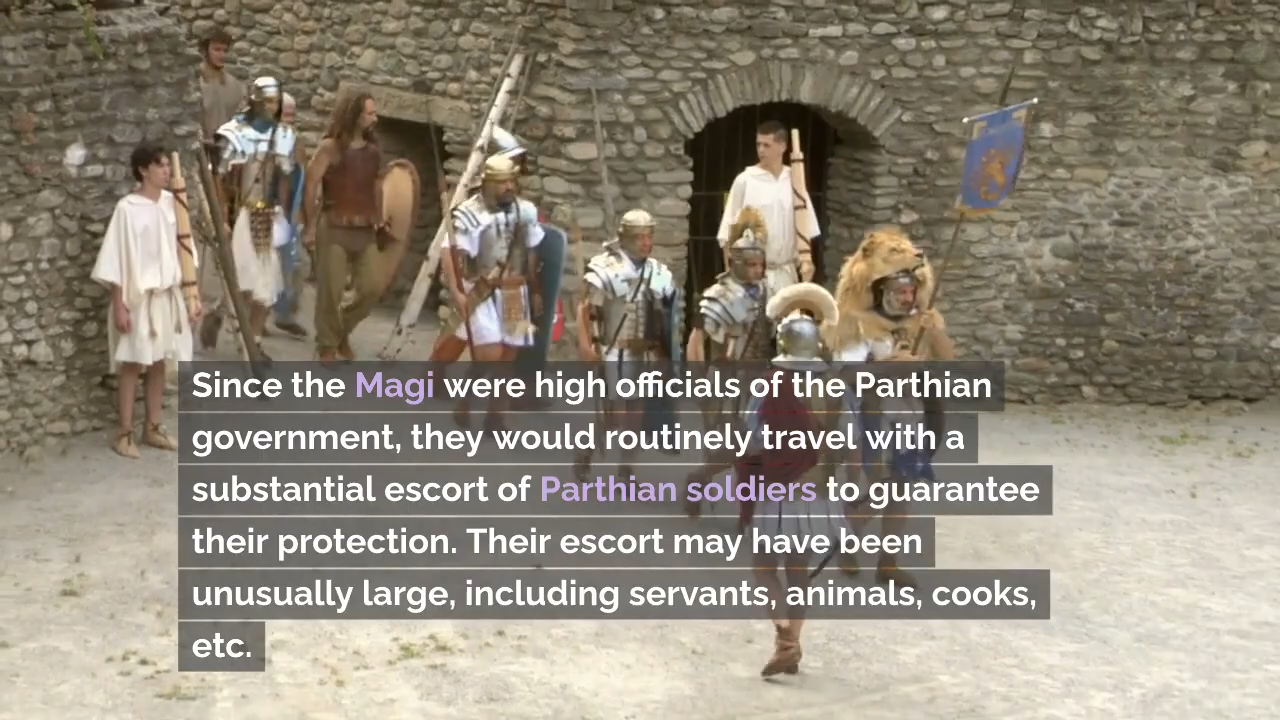 Since the Magi were high officials of the Parthian
government, they would routinely travel with a
substantial escort of Parthian soldiers to guarantee
their protection. Their escort may have been
unusually large, including servants, animals, cooks,
etc.